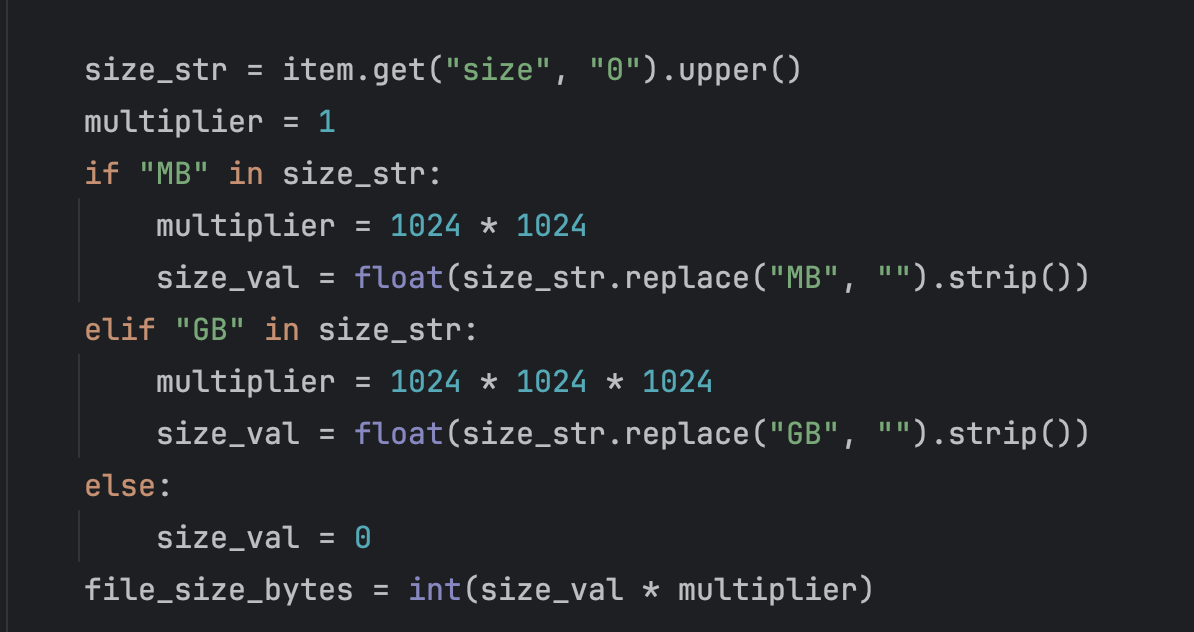 size_str = item.get("size", "0").upper()
multiplier = 1
if "MB" in size_str:
    multiplier = 1024 * 1024
    size_val = float(size_str.replace("MB", "").strip())
elif "GB" in size_str:
    multiplier = 1024 * 1024 * 1024
    size_val = float(size_str.replace("GB", "").strip())
else:
    size_val = 0
file_size_bytes = int(size_val * multiplier)